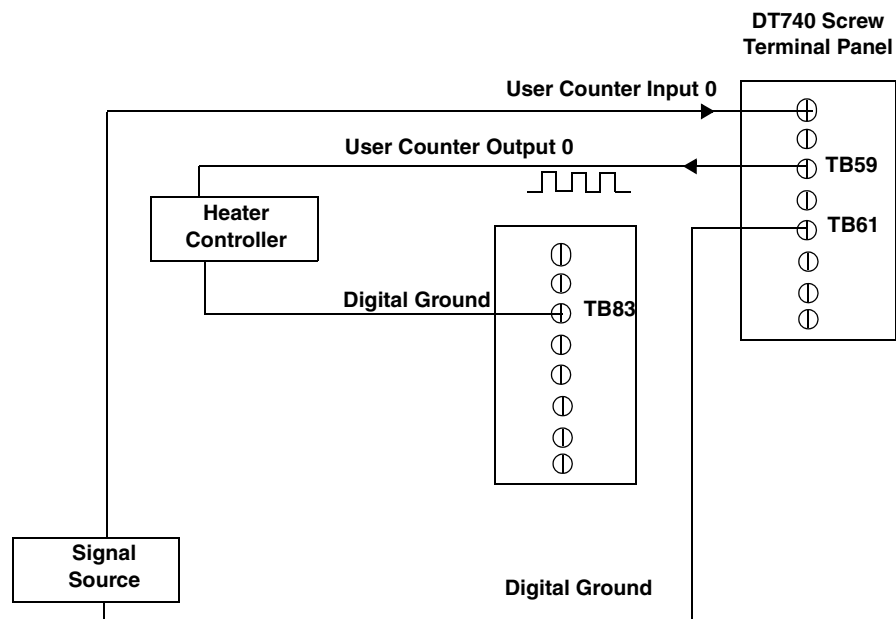 DT740 Screw
Terminal Panel
User Counter Input 0
User Counter Output 0
TB59
Heater
Controller
TB61
Digital Ground
TB83
Signal
Source
Digital Ground